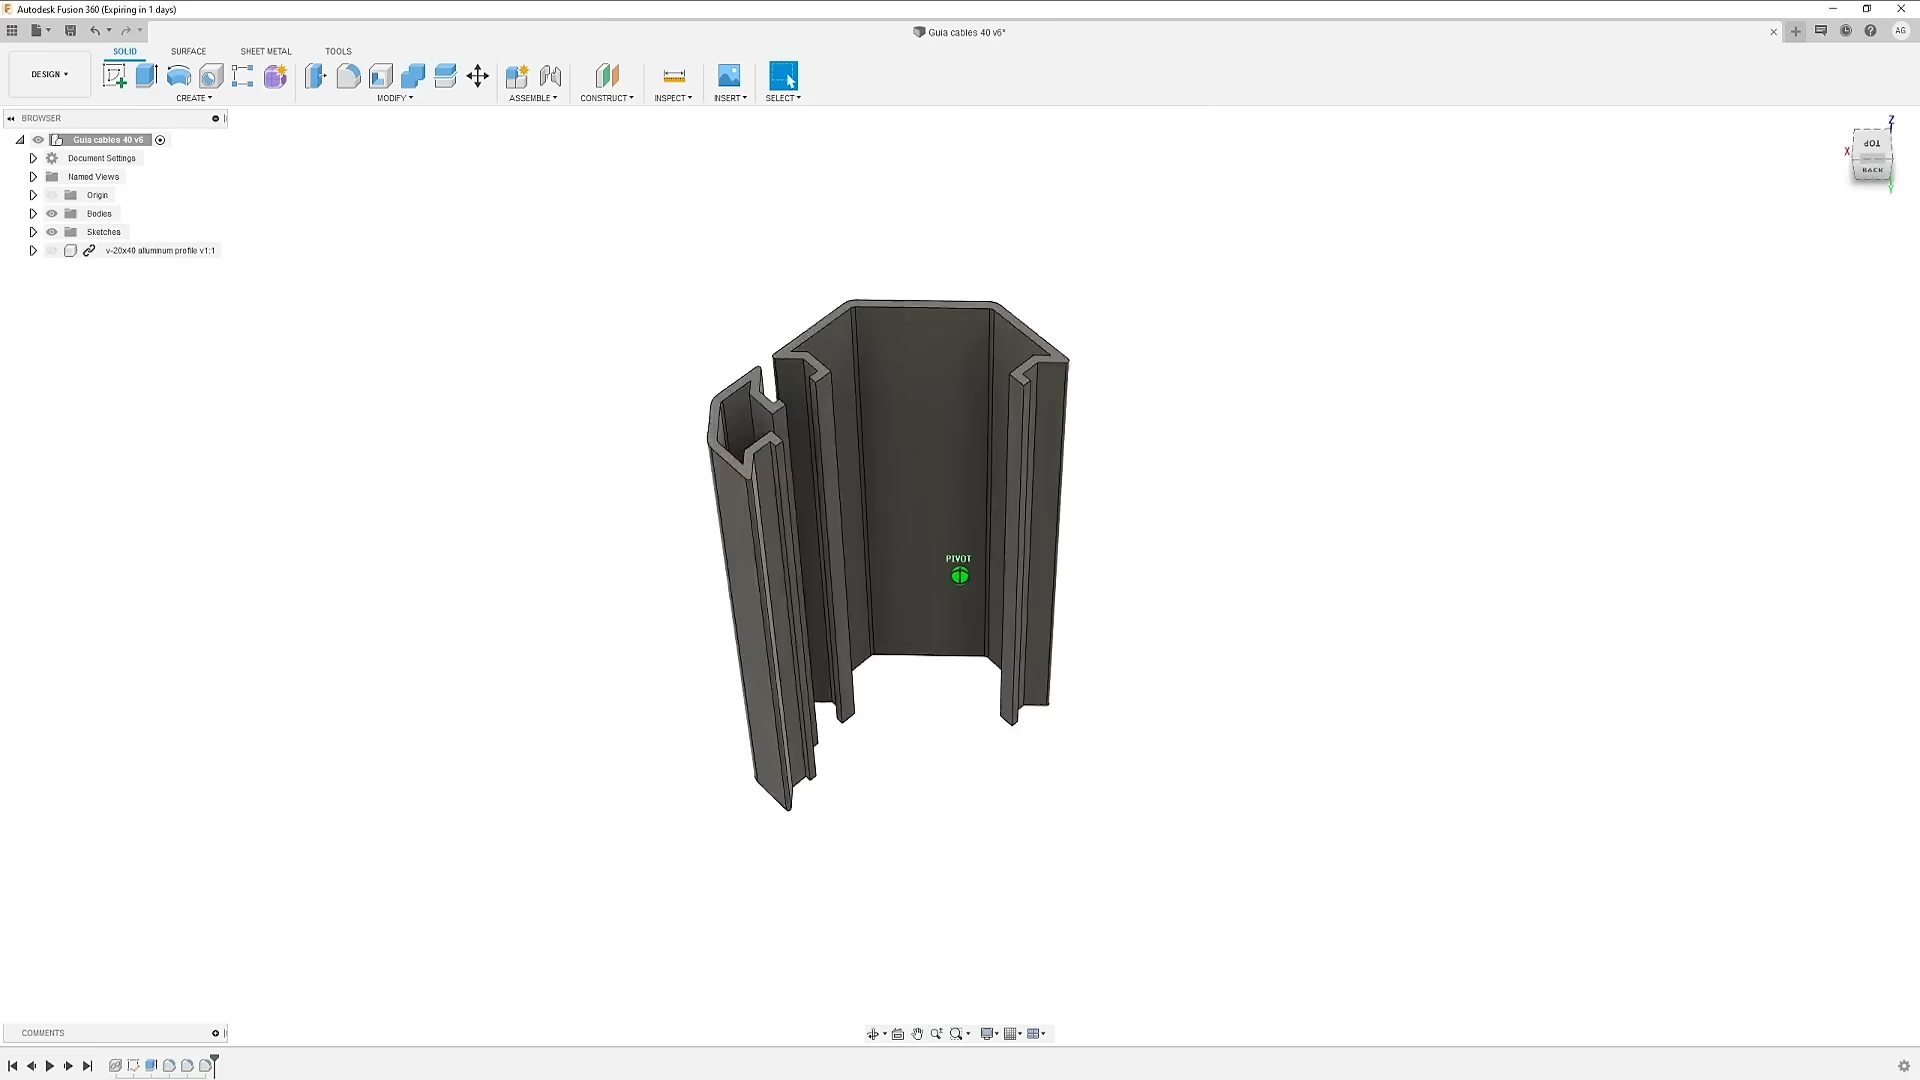 Autodesk Fusion 360 (Expiring in 1 days)
Guia cables 40 v6*
AG
SOLID SURFACE SHEET METAL TOOLS
DESIGN
CREATE MODIFY ASSEMBLE CONSTRUCT INSPECT INSERT SELECT
BROWSER
Guia cables 40 v6
Document Settings
Named Views
Origin
Bodies
Sketches
v-20x40 alluminum profile v1:1
Z
TOP
X
BACK
Y
PIVOT
COMMENTS